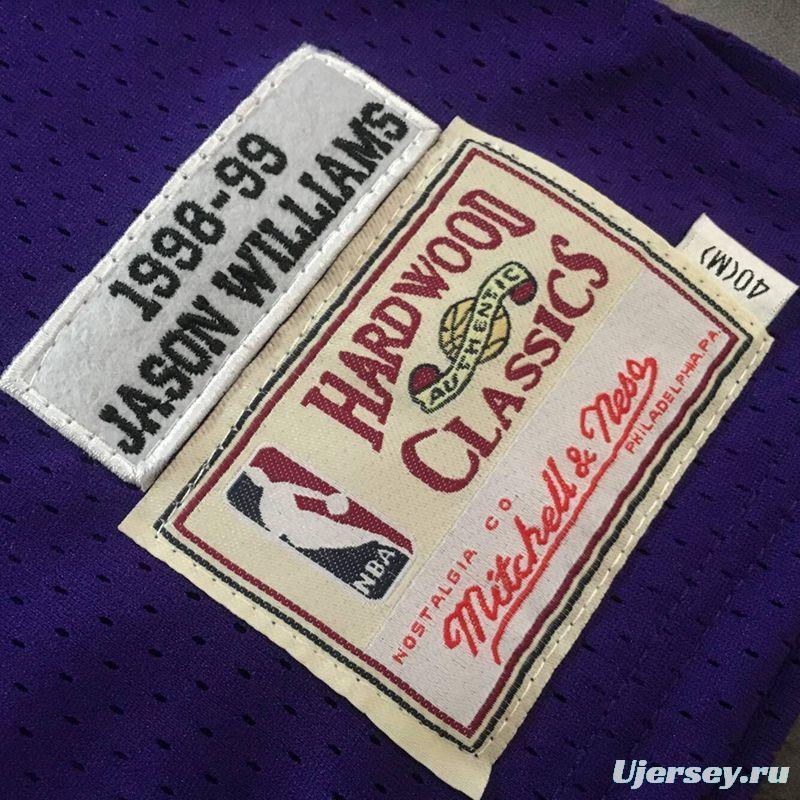 1998-99
JASON WILLIAMS
HARDWOOD
AUTHENTIC
CLASSICS
NBA
NOSTALGIA CO
Mitchell & Ness
PHILADELPHIA, PA.
40(M)
Ujersey.ru